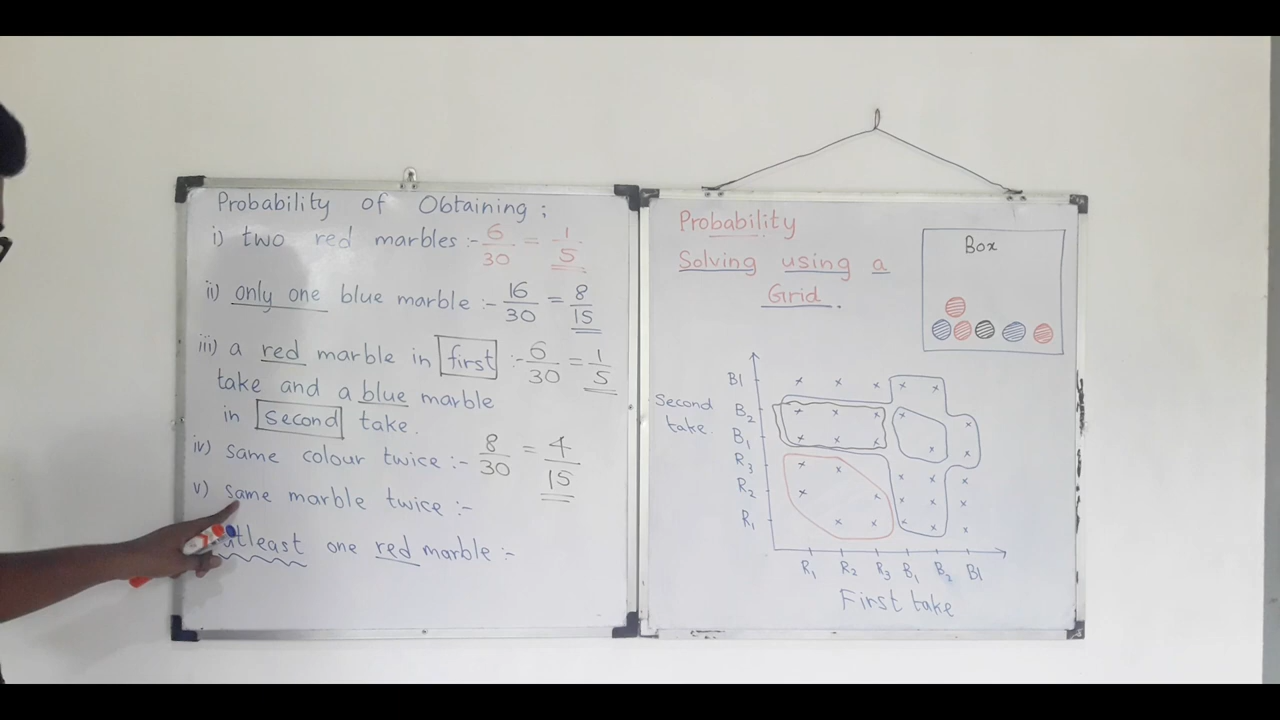 Probability of Obtaining ;
i) two red marbles :- 6/30 = 1/5
ii) only one blue marble :- 16/30 = 8/15
iii) a red marble in first :- 6/30 = 1/5
take and a blue marble
in second take.
iv) same colour twice :- 8/30 = 4/15
v) same marble twice :-
atleast one red marble :-
Probability
Solving using a
Grid.
Box
Second
take.
Bl
B2
B1
R3
R2
R1
R1 R2 R3 B1 B2 Bl
First take